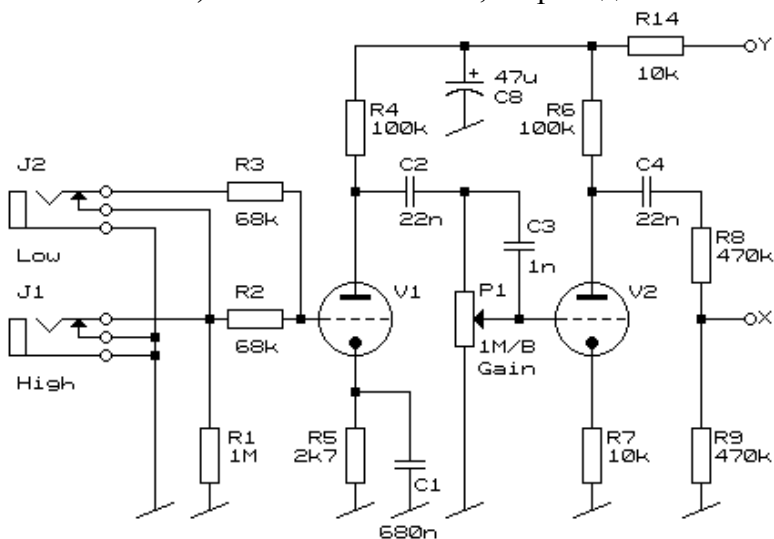 R14
Y
10k
47u
C8
R4
100k
R6
100k
J2
R3
C2
C4
68k
22n
22n
C3
R8
470k
Low
1n
J1
R2
V1
P1
V2
X
68k
1M/B
Gain
High
R1
1M
R5
2k7
R7
10k
R9
470k
C1
680n